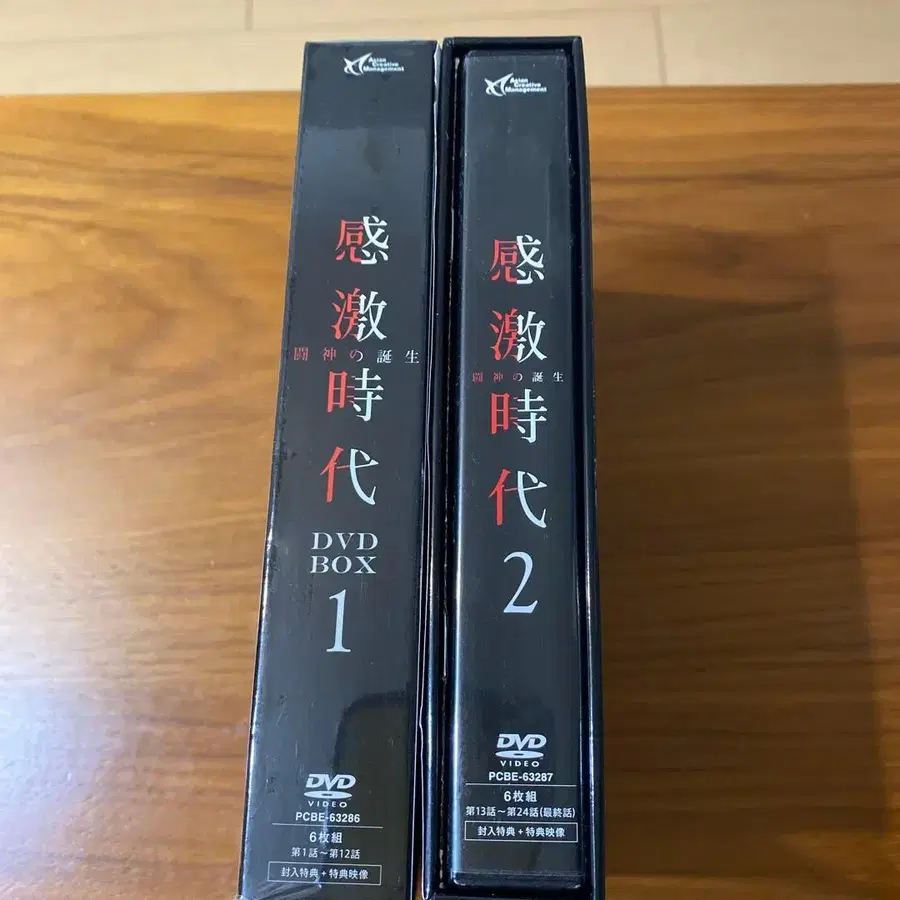 Asian
Creative
Management
感激時代
闘神の誕生
DVD
BOX
1
DVD
VIDEO
PCBE-63286
6枚組
第1話～第12話
封入特典+特典映像
Asian
Creative
Management
感激時代
闘神の誕生
2
DVD
VIDEO
PCBE-63287
6枚組
第13話～第24話(最終話)
封入特典+特典映像